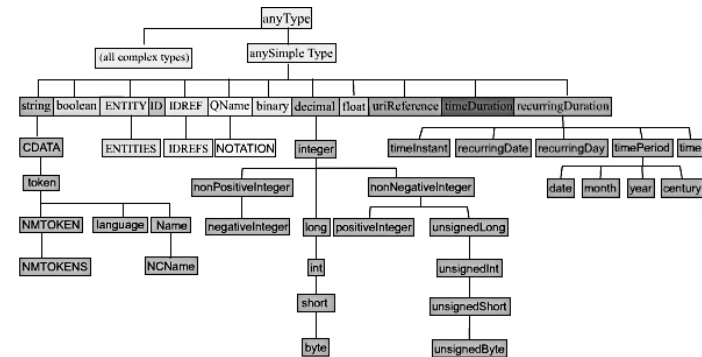 anyType
(all complex types)
anySimple Type
string boolean ENTITY ID IDREF QName binary decimal float uriReference timeDuration recurringDuration
CDATA ENTITIES IDREFS NOTATION integer timeInstant recurringDate recurringDay timePeriod time
token nonPositiveInteger nonNegativeInteger date month year century
NMTOKEN language Name negativeInteger long positiveInteger unsignedLong
NMTOKENS NCName int unsignedInt
short unsignedShort
byte unsignedByte